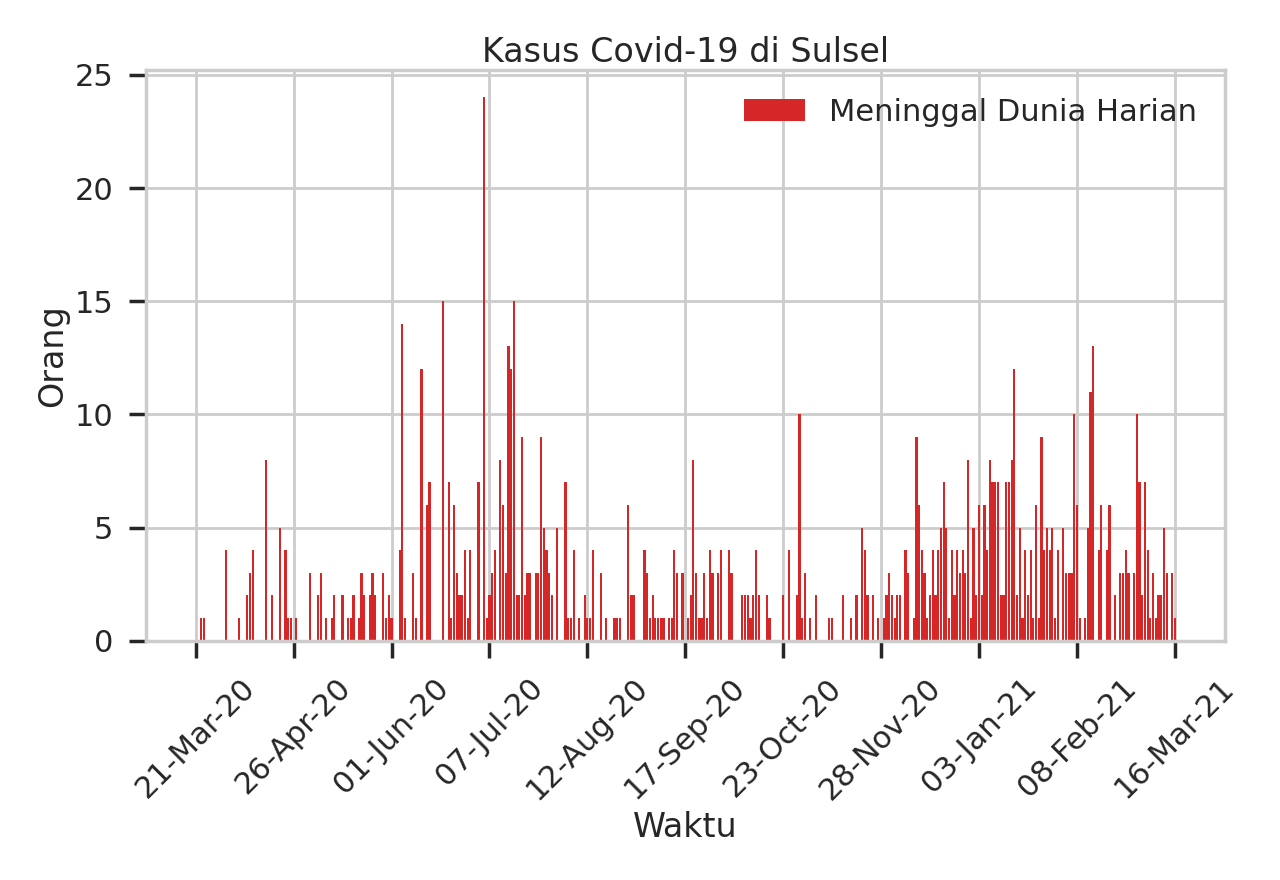 Kasus Covid-19 di Sulsel
Meninggal Dunia Harian
Orang
25
20
15
10
5
0
21-Mar-20
26-Apr-20
01-Jun-20
07-Jul-20
12-Aug-20
17-Sep-20
23-Oct-20
28-Nov-20
03-Jan-21
08-Feb-21
16-Mar-21
Waktu